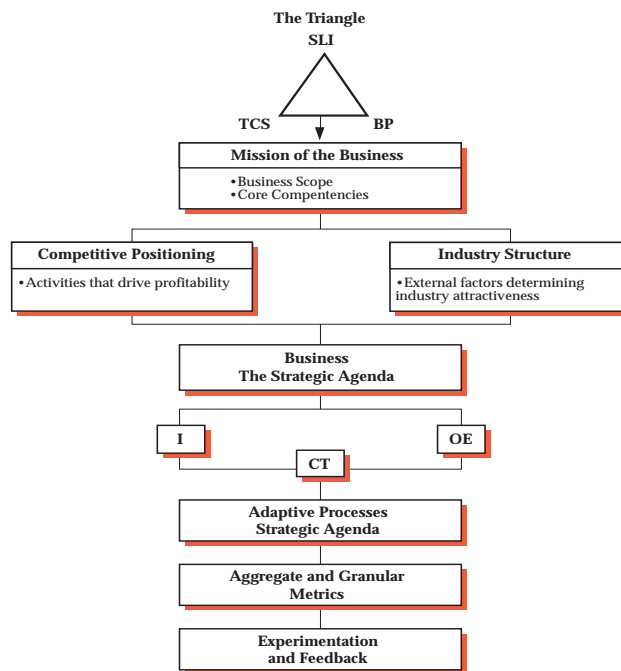 The Triangle
SLI
TCS
BP
Mission of the Business
•Business Scope
•Core Compentencies
Competitive Positioning
•Activities that drive profitability
Industry Structure
•External factors determining
industry attractiveness
Business
The Strategic Agenda
I
OE
CT
Adaptive Processes
Strategic Agenda
Aggregate and Granular
Metrics
Experimentation
and Feedback